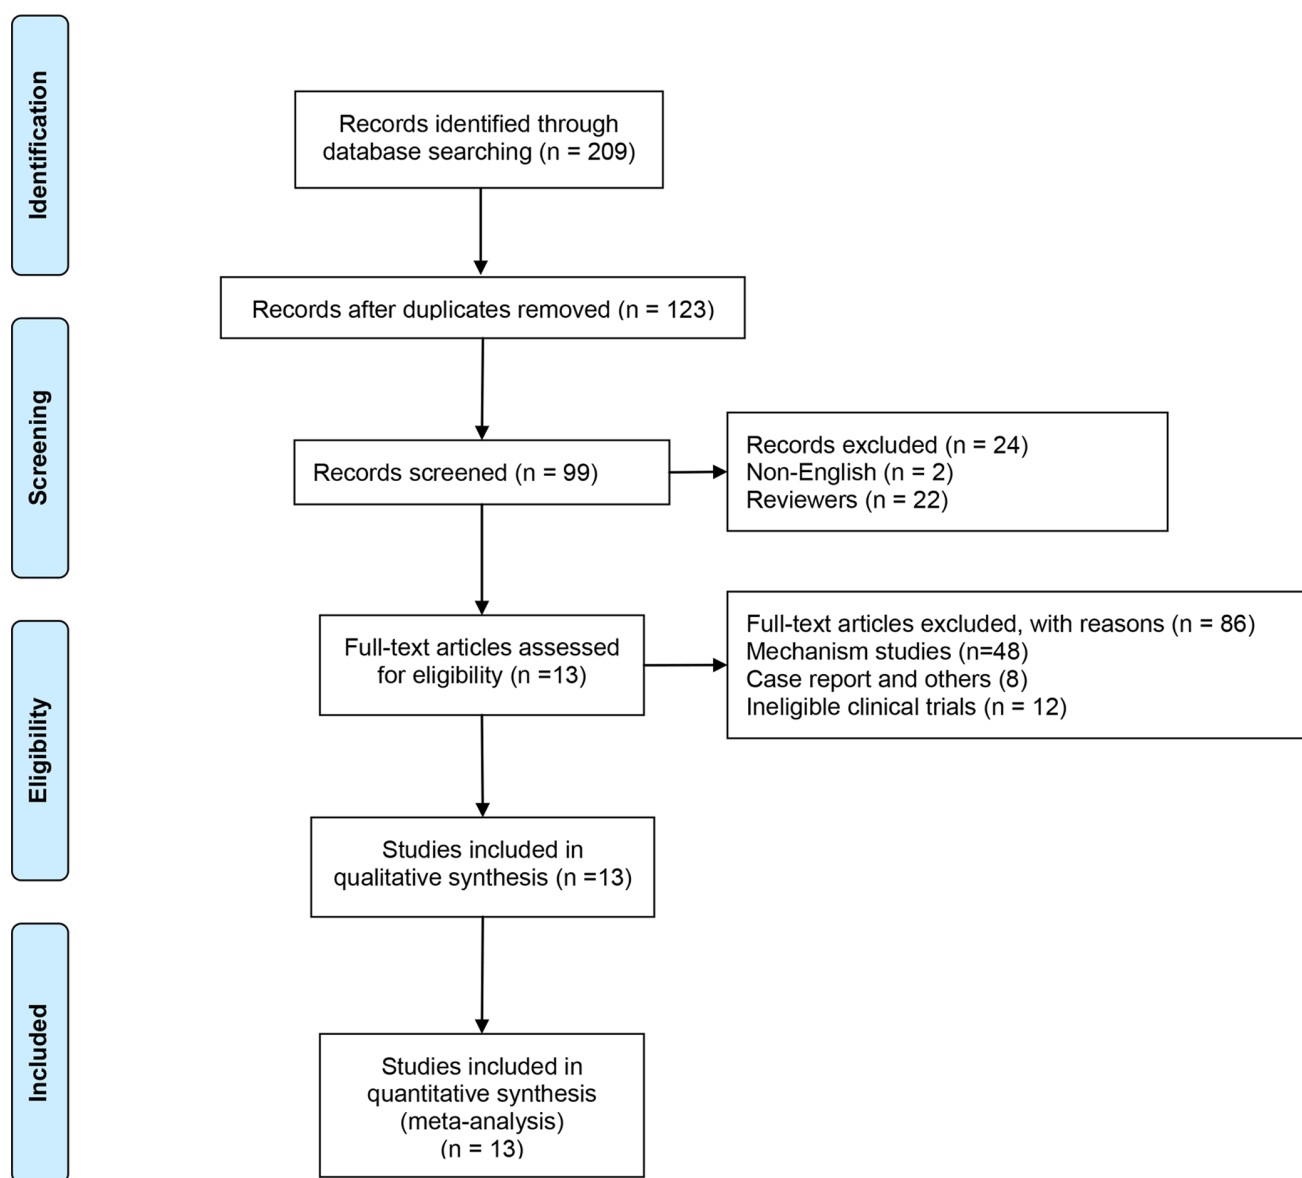 Identification
Records identified through
database searching (n = 209)
Records after duplicates removed (n = 123)
Screening
Records screened (n = 99)
Records excluded (n = 24)
Non-English (n = 2)
Reviewers (n = 22)
Eligibility
Full-text articles assessed
for eligibility (n =13)
Full-text articles excluded, with reasons (n = 86)
Mechanism studies (n=48)
Case report and others (8)
Ineligible clinical trials (n = 12)
Studies included in
qualitative synthesis (n =13)
Included
Studies included in
quantitative synthesis
(meta-analysis)
(n = 13)